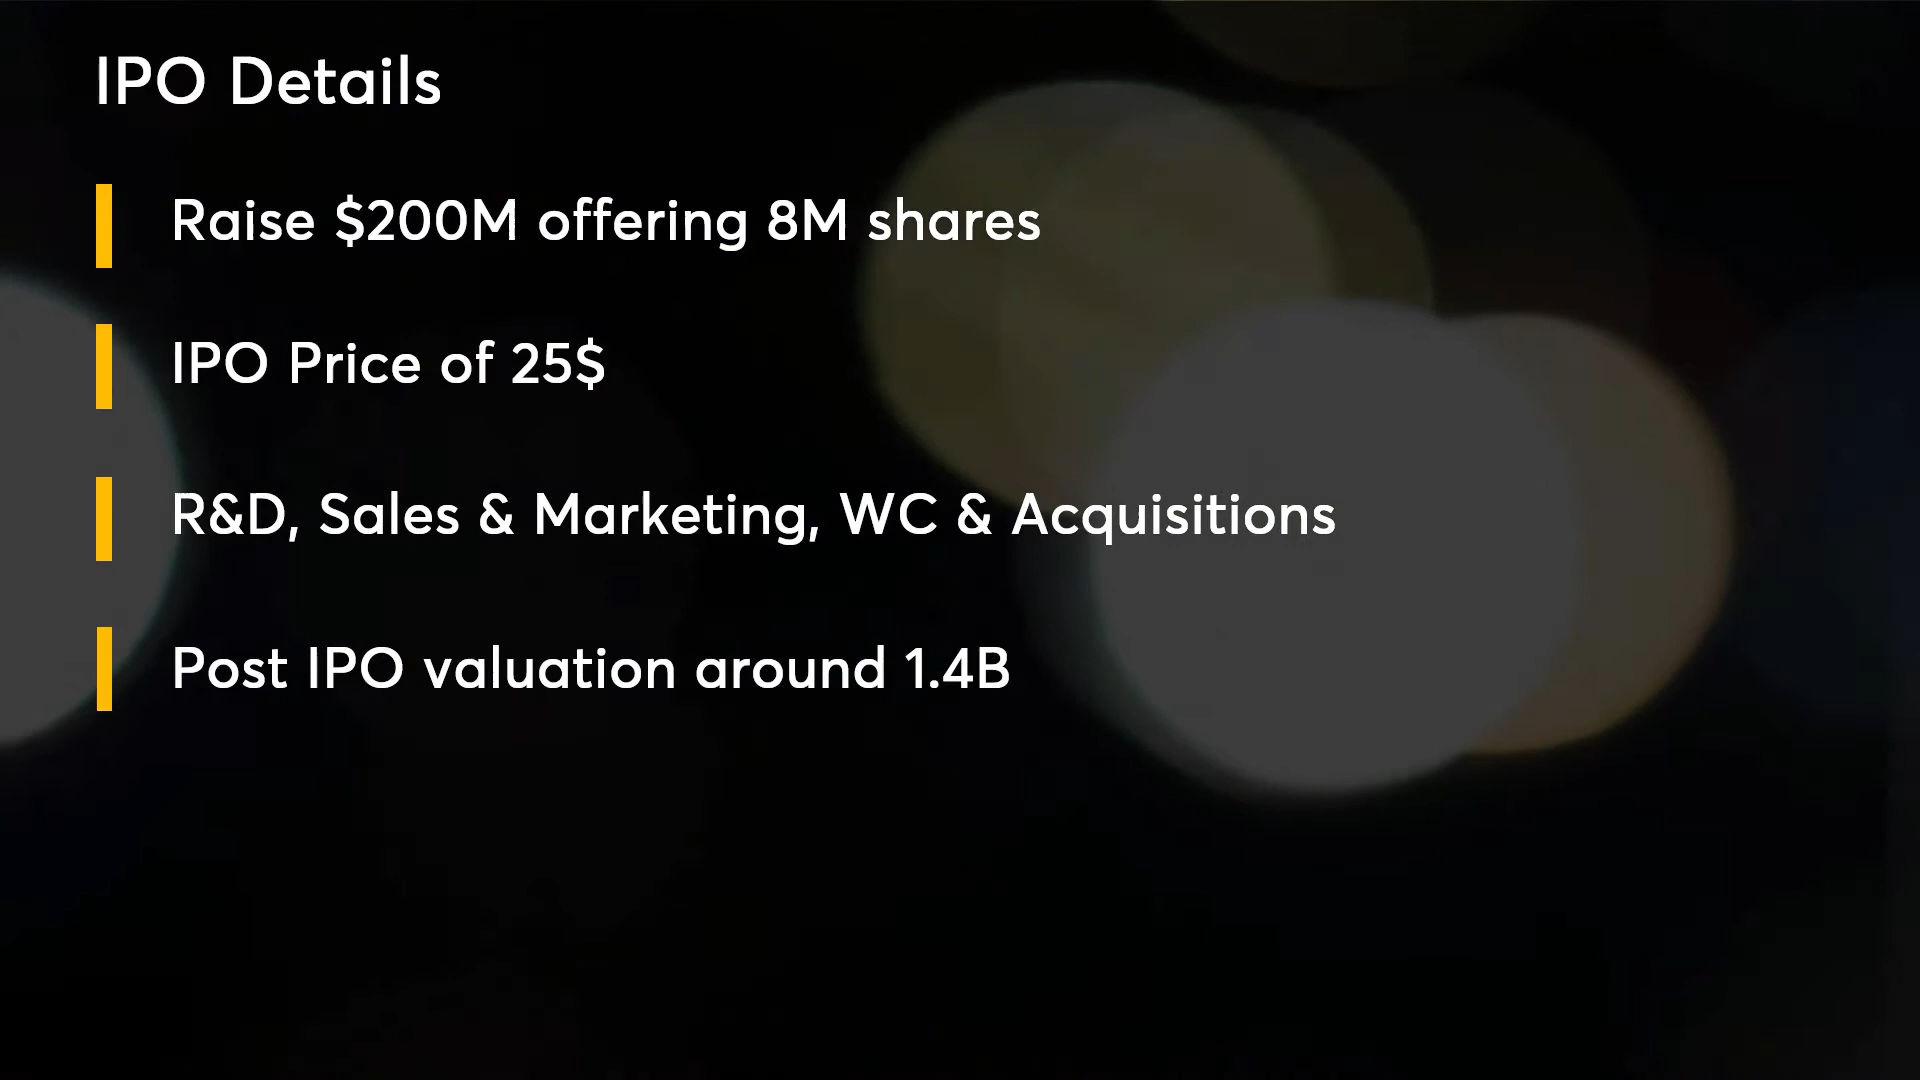 IPO Details
Raise $200M offering 8M shares
IPO Price of 25$
R&D, Sales & Marketing, WC & Acquisitions
Post IPO valuation around 1.4B